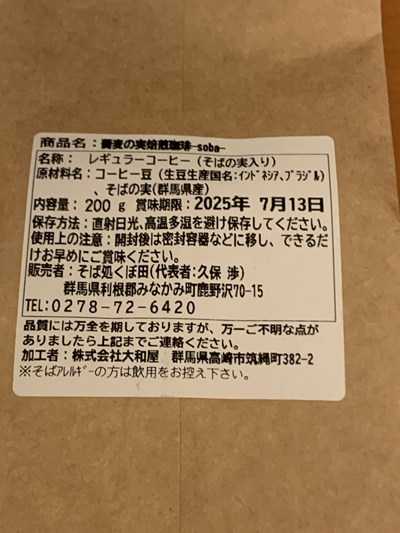 商品名：蕎麦の実焙煎珈琲-soba-
名称：　レギュラーコーヒー（そばの実入り）
原材料名：コーヒー豆（生豆生産国名：ｲﾝﾄﾞﾈｼｱ、ﾌﾞﾗｼﾞﾙ）
、そばの実(群馬県産)
内容量：200ｇ 賞味期限：2025年 7月13日
保存方法：直射日光、高温多湿を避け保存してください。
使用上の注意：開封後は密封容器などに移し、できるだ
けお早めにご賞味ください。
販売者：そば処くぼ田(代表者：久保 渉)
群馬県利根郡みなかみ町鹿野沢70-15
TEL：0278-72-6420
品質には万全を期しておりますが、万一ご不明な点が
ありましたら上記までご連絡ください。
加工者：株式会社大和屋　群馬県高崎市筑縄町382-2
※そばｱﾚﾙｷﾞｰの方は飲用をお控え下さい。